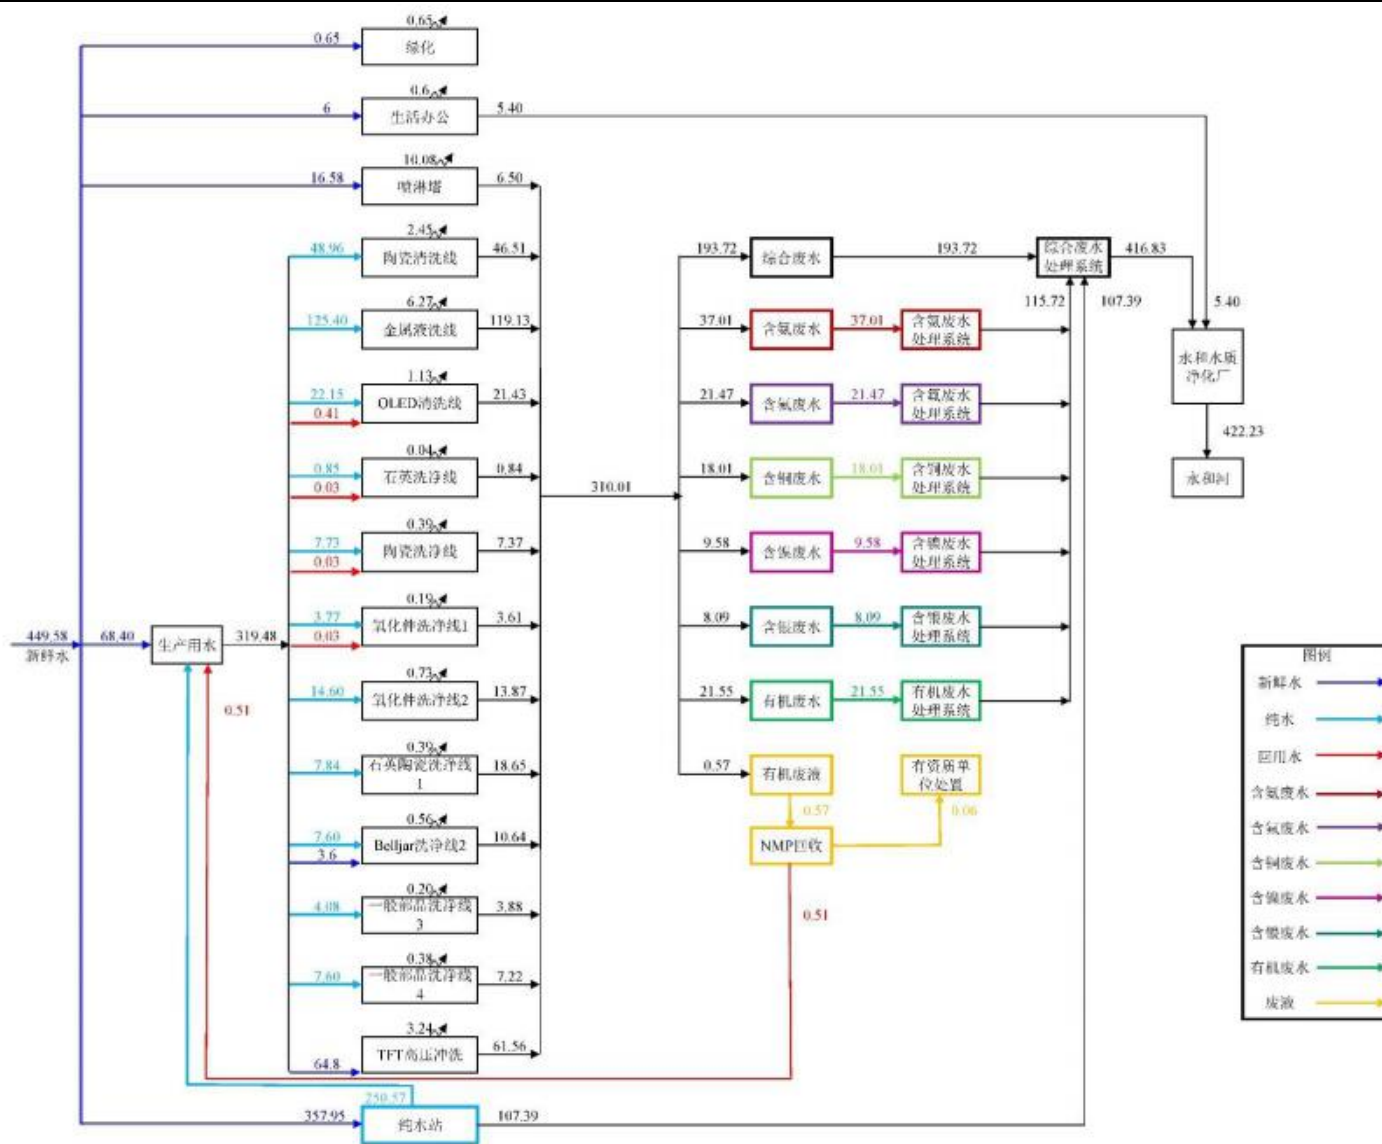 0.65
0.65
绿化
0.6
6
生活办公
5.40
10.08
16.58
喷淋塔
6.50
2.45
48.96
陶瓷清洗线
46.51
6.27
125.40
金属液洗线
119.13
1.13
22.15
OLED清洗线
21.43
0.41
0.04
0.85
石英洗净线
0.84
0.03
0.39
7.73
陶瓷洗净线
7.37
0.03
0.19
3.77
氧化件洗净线1
3.61
0.03
0.73
14.60
氧化件洗净线2
13.87
0.39
7.84
石英陶瓷洗净线
1
18.65
0.56
7.60
Belljar洗净线2
10.64
3.6
0.20
4.08
一般部品洗净线
3
3.88
0.38
7.60
一般部品洗净线
4
7.22
3.24
64.8
TFT高压冲洗
61.56
250.57
357.95
纯水站
107.39
449.58
新鲜水
68.40
生产用水
319.48
0.51
310.01
193.72
综合废水
193.72
综合废水
处理系统
416.83
115.72
107.39
5.40
37.01
含氨废水
37.01
含氨废水
处理系统
21.47
含氟废水
21.47
含氟废水
处理系统
18.01
含铜废水
18.01
含铜废水
处理系统
9.58
含镍废水
9.58
含镍废水
处理系统
8.09
含银废水
8.09
含银废水
处理系统
21.55
有机废水
21.55
有机废水
处理系统
0.57
有机废液
有资质单
位处置
0.57
0.06
NMP回收
0.51
永和水质
净化厂
422.23
永和河
图例
新鲜水
纯水
回用水
含氨废水
含氟废水
含铜废水
含镍废水
含银废水
有机废水
废液